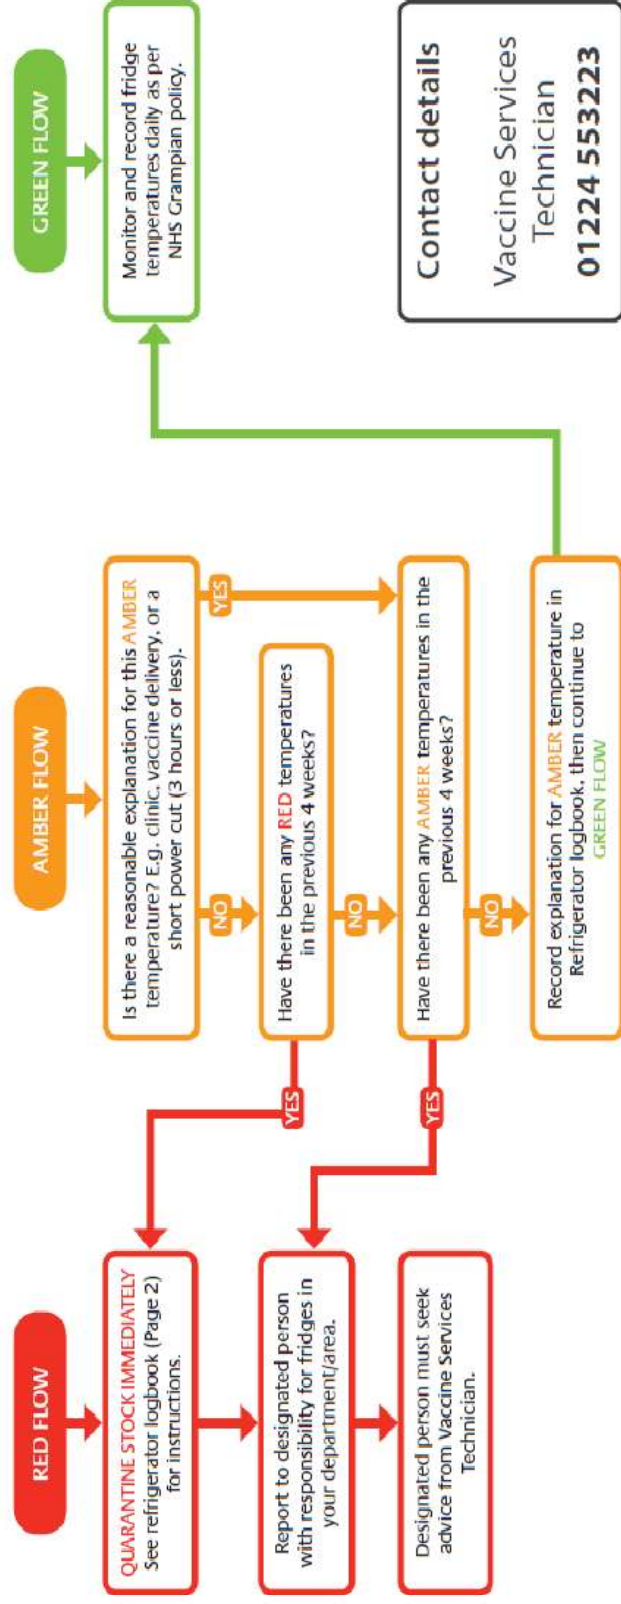 RED FLOW
QUARANTINE STOCK IMMEDIATELY
See refrigerator logbook (Page 2)
for instructions.
Report to designated person
with responsibility for fridges in
your department/area.
Designated person must seek
advice from Vaccine Services
Technician.
AMBER FLOW
Is there a reasonable explanation for this AMBER
temperature? E.g. clinic, vaccine delivery, or a
short power cut (3 hours or less).
NO
YES
Have there been any RED temperatures
in the previous 4 weeks?
YES
NO
Have there been any AMBER temperatures in the
previous 4 weeks?
YES
NO
Record explanation for AMBER temperature in
Refrigerator logbook, then continue to
GREEN FLOW
GREEN FLOW
Monitor and record fridge
temperatures daily as per
NHS Grampian policy.
Contact details
Vaccine Services
Technician
01224 553223